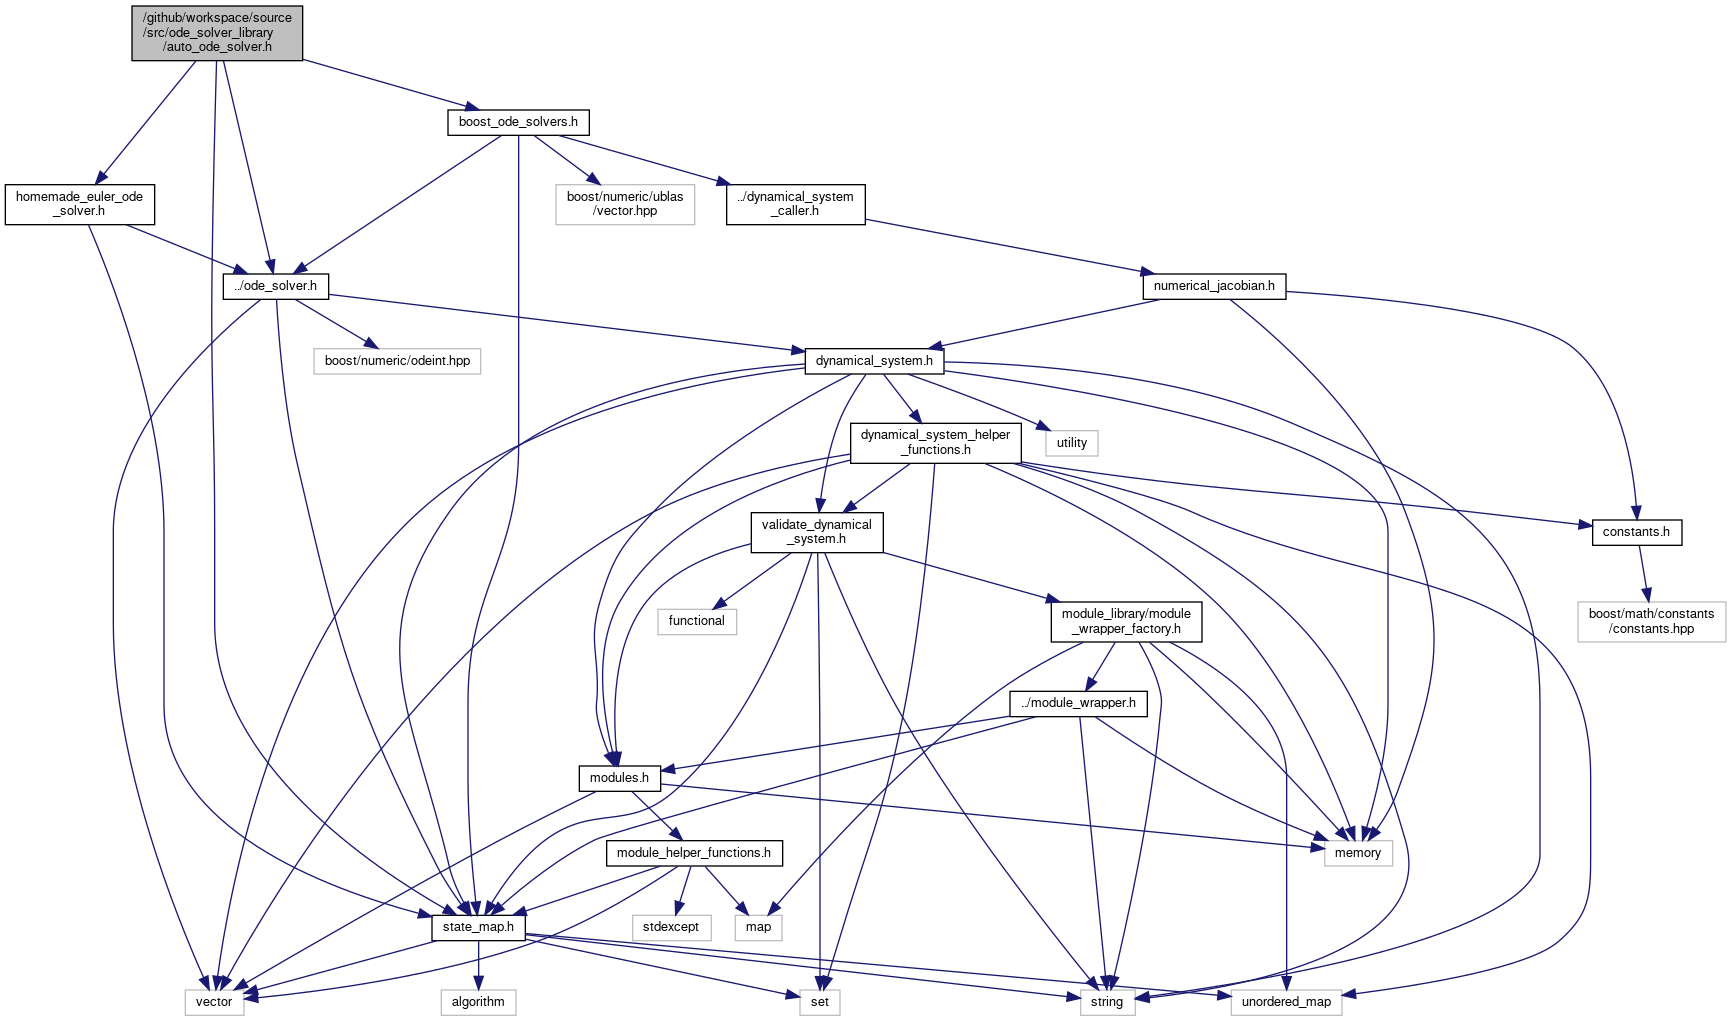 /github/workspace/source
/src/ode_solver_library
/auto_ode_solver.h
boost_ode_solvers.h
homemade_euler_ode
_solver.h
boost/numeric/ublas
/vector.hpp
../dynamical_system
_caller.h
../ode_solver.h
numerical_jacobian.h
boost/numeric/odeint.hpp
dynamical_system.h
dynamical_system_helper
_functions.h
utility
validate_dynamical
_system.h
constants.h
functional
module_library/module
_wrapper_factory.h
boost/math/constants
/constants.hpp
../module_wrapper.h
modules.h
module_helper_functions.h
memory
state_map.h
stdexcept
map
vector
algorithm
set
string
unordered_map